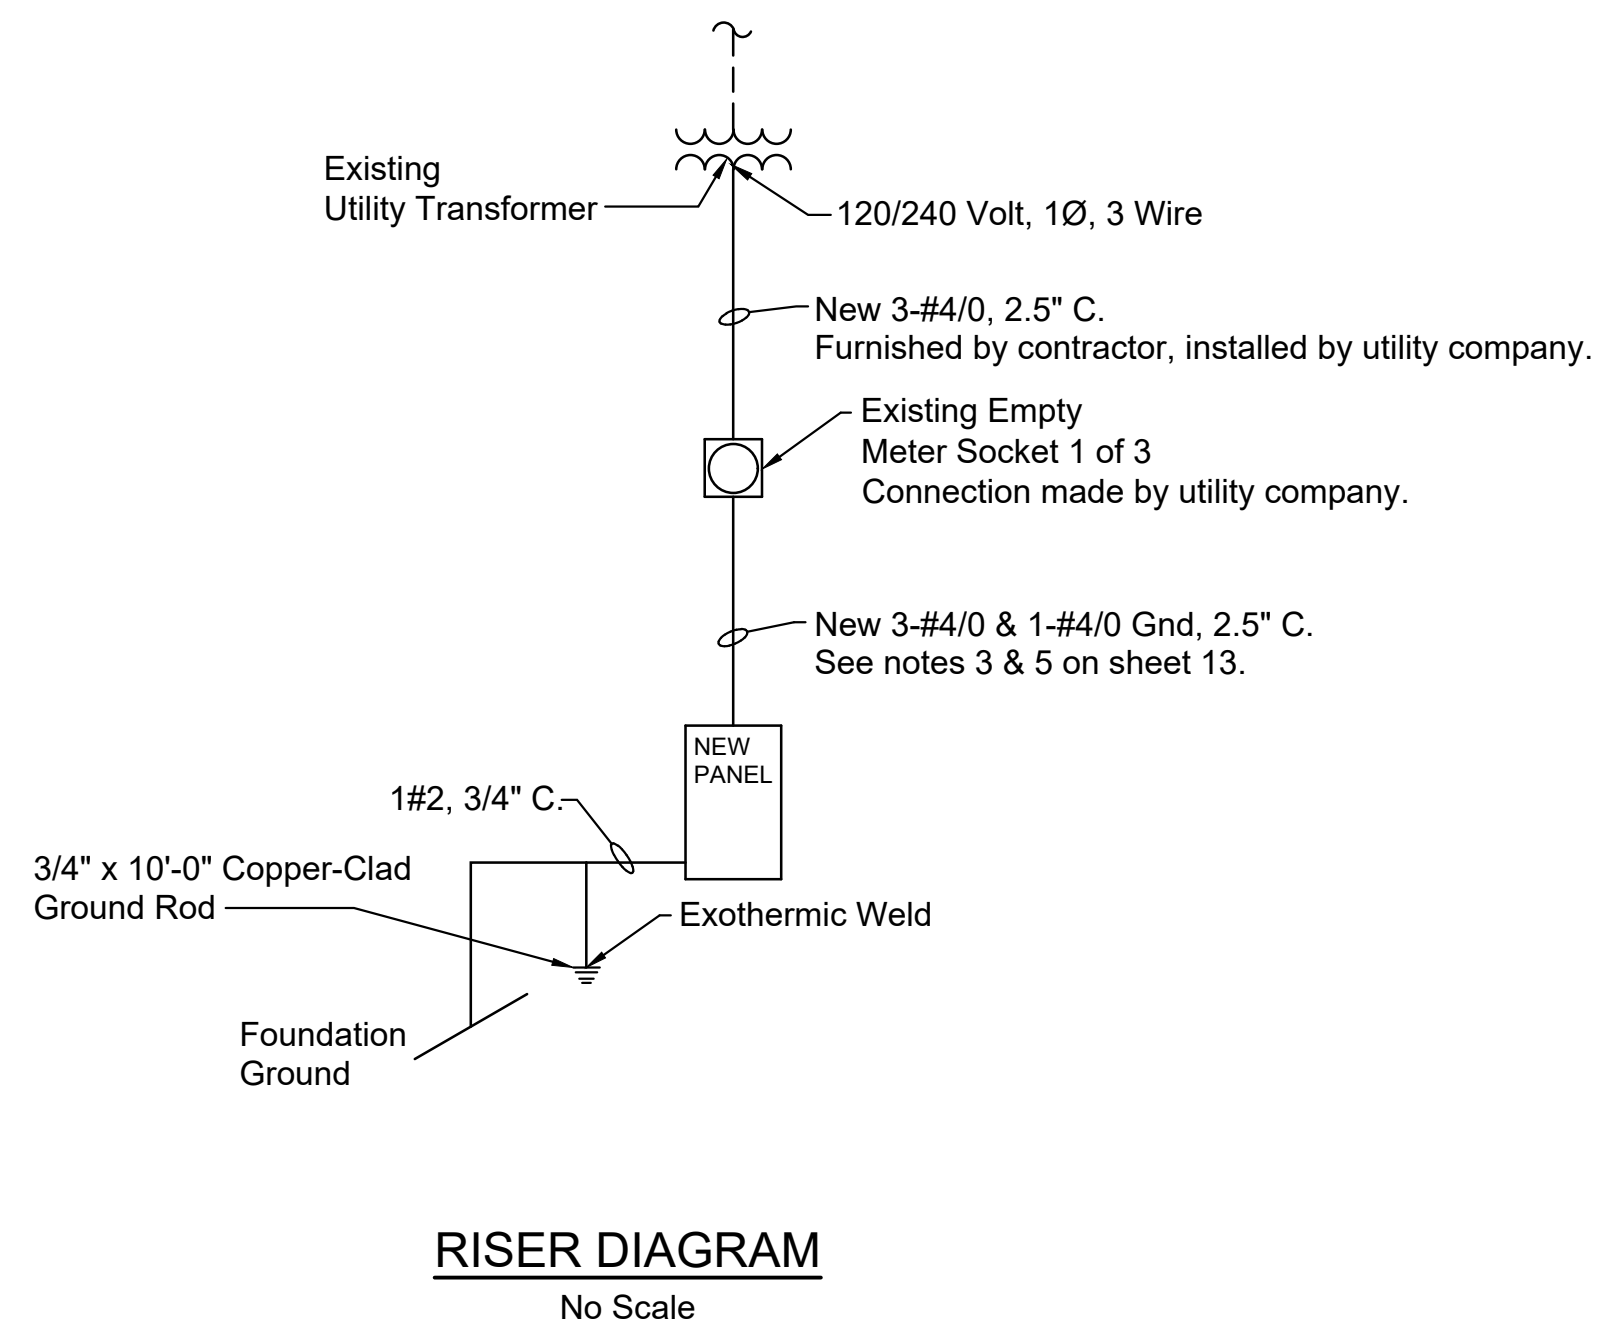 Existing
Utility Transformer
120/240 Volt, 1Ø, 3 Wire
New 3-#4/0, 2.5" C.
Furnished by contractor, installed by utility company.
Existing Empty
Meter Socket 1 of 3
Connection made by utility company.
New 3-#4/0 & 1-#4/0 Gnd, 2.5" C.
See notes 3 & 5 on sheet 13.
NEW
PANEL
1#2, 3/4" C.
3/4" x 10'-0" Copper-Clad
Ground Rod
Exothermic Weld
Foundation
Ground
RISER DIAGRAM
No Scale